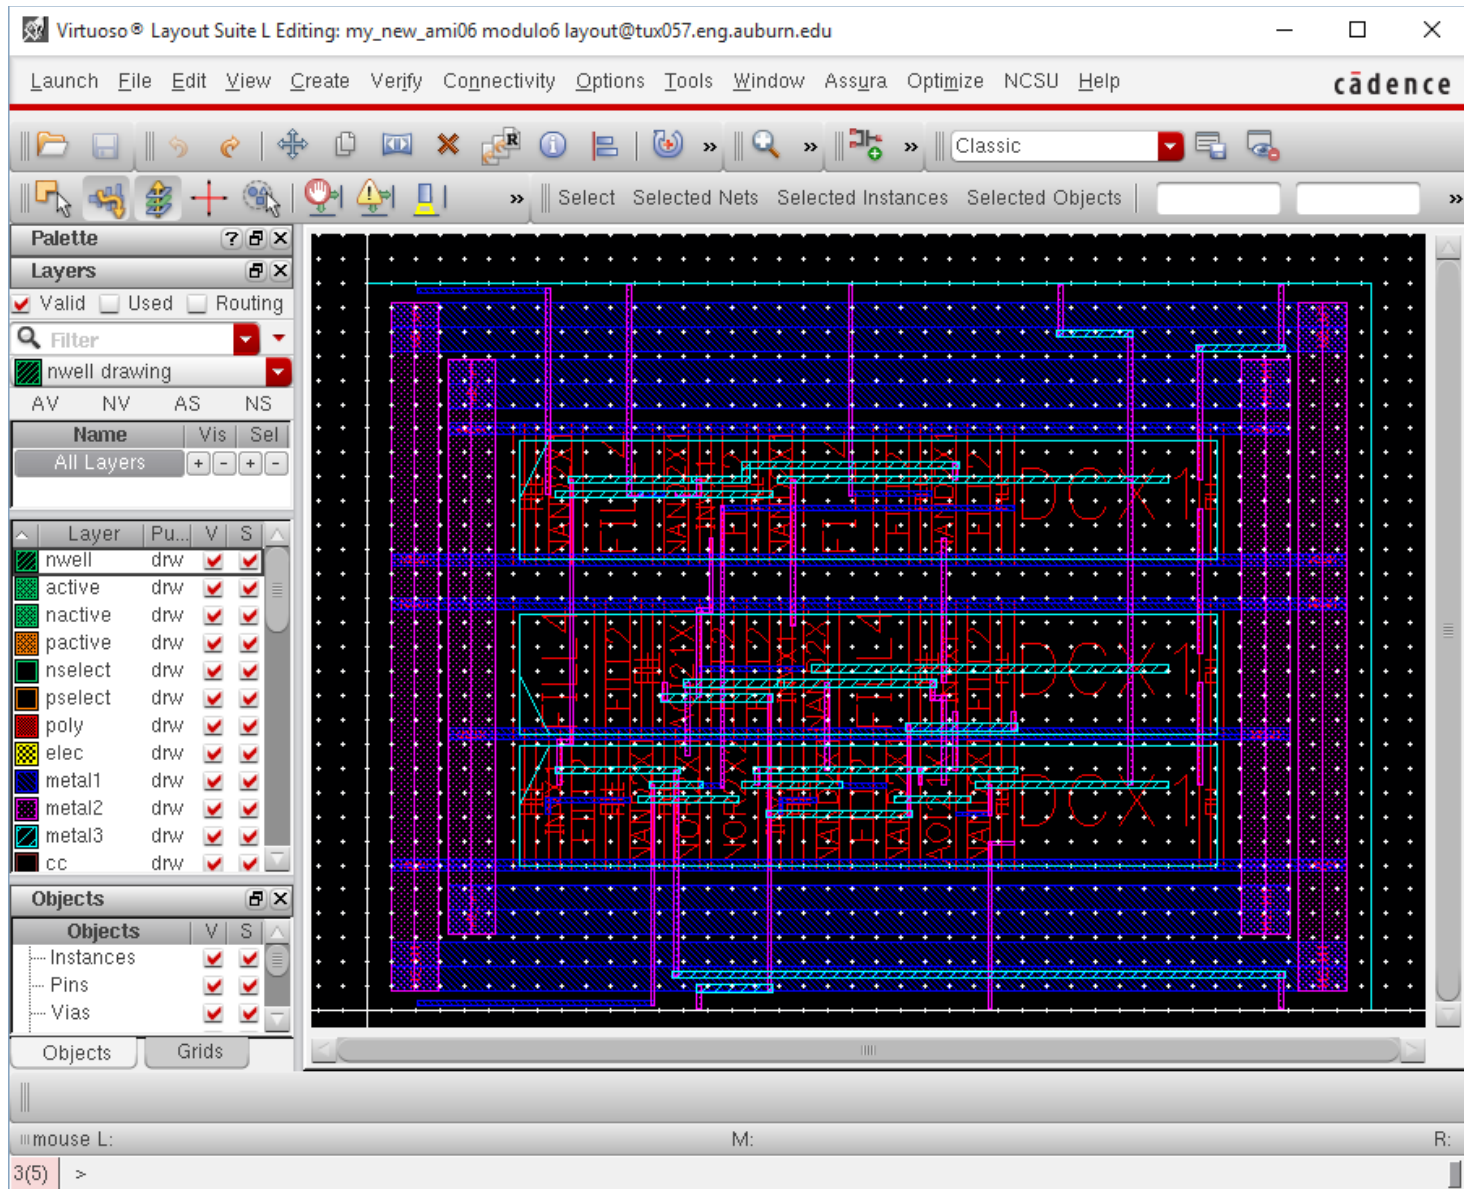 Virtuoso® Layout Suite L Editing: my_new_ami06 modulo6 layout@tux057.eng.auburn.edu
Launch File Edit View Create Verify Connectivity Options Tools Window Assura Optimize NCSU Help cādence
R i » » » Classic
» Select Selected Nets Selected Instances Selected Objects »
Palette
Layers
Valid Used Routing
Filter
nwell drawing
AV NV AS NS
Name Vis Sel
All Layers + - + -
Layer Pu... V S
nwell drw
active drw
nactive drw
pactive drw
nselect drw
pselect drw
poly drw
elec drw
metal1 drw
metal2 drw
metal3 drw
cc drw
Objects
Objects V S
Instances
Pins
Vias
Objects Grids
DCX1
DCX1
DCX1
mouse L: M: R:
3(5) >